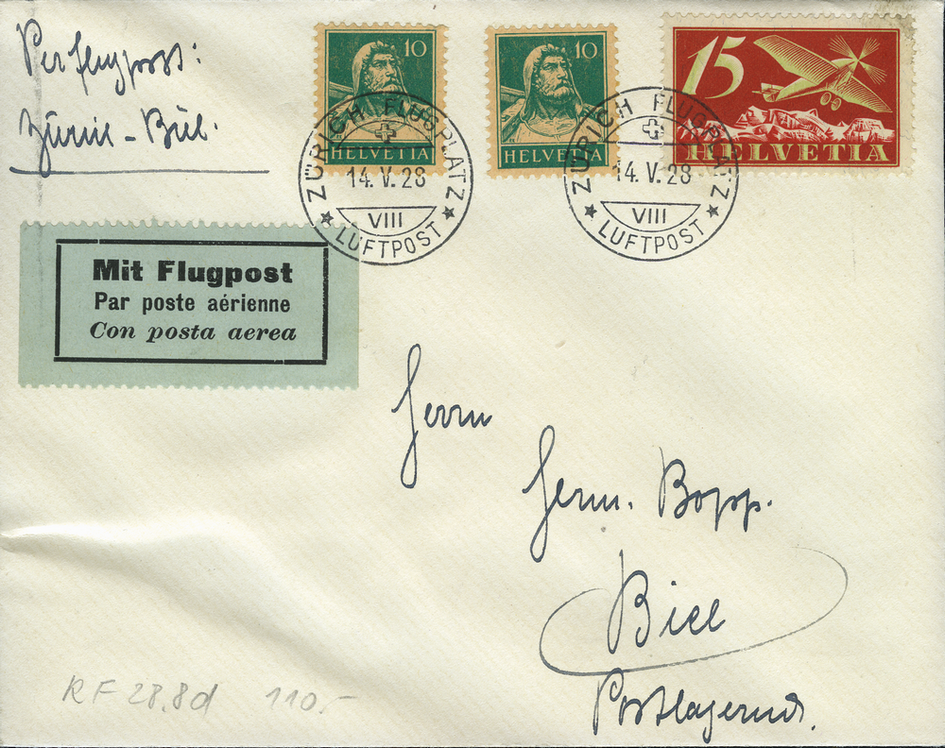 Per Flugpost:
Zürich - Biel.
10
HELVETIA
10
HELVETIA
15
HELVETIA
ZÜRICH FLUGPLATZ
14. V. 28
VIII
LUFTPOST
ZÜRICH FLUGPLATZ
14. V. 28
VIII
LUFTPOST
Mit Flugpost
Par poste aérienne
Con posta aerea
Herrn
Herm. Bopp.
Biel
Postlagernd.
RF 28.8d 110.-